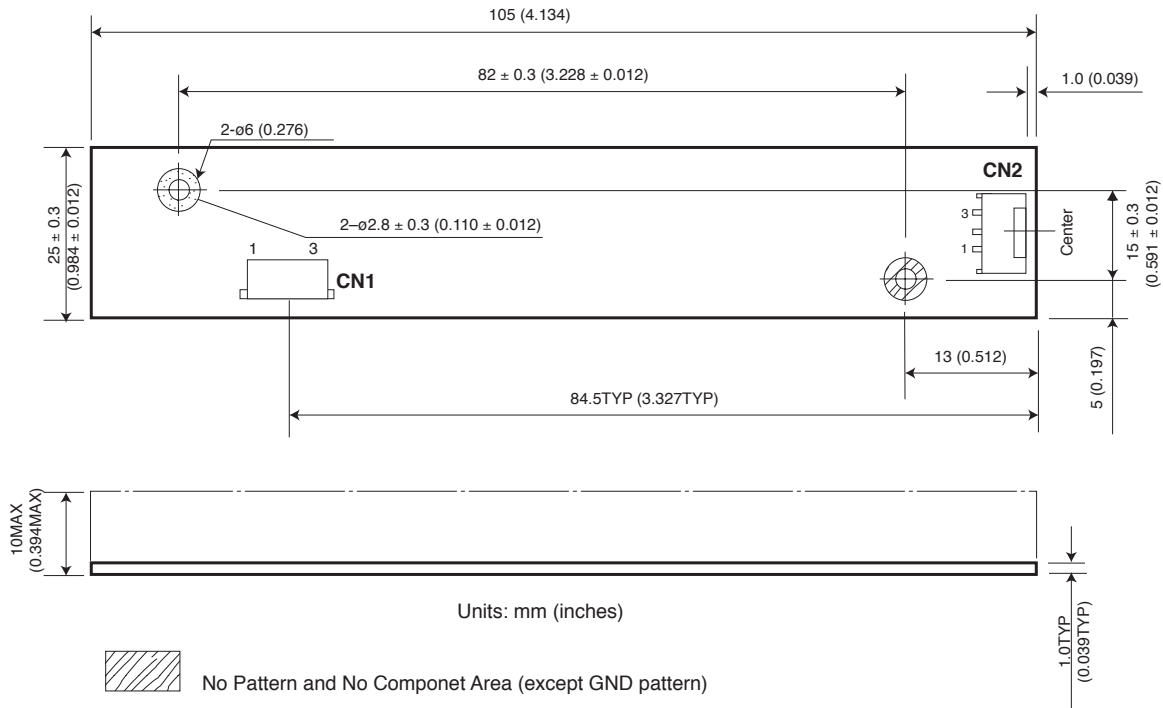 105 (4.134)
82 ± 0.3 (3.228 ± 0.012)
1.0 (0.039)
2-ø6 (0.276)
CN2
25 ± 0.3
(0.984 ± 0.012)
2–ø2.8 ± 0.3 (0.110 ± 0.012)
3
1
Center
15 ± 0.3
(0.591 ± 0.012)
1 3
CN1
13 (0.512)
5 (0.197)
84.5TYP (3.327TYP)
10MAX
(0.394MAX)
Units: mm (inches)
1.0TYP
(0.039TYP)
No Pattern and No Componet Area (except GND pattern)